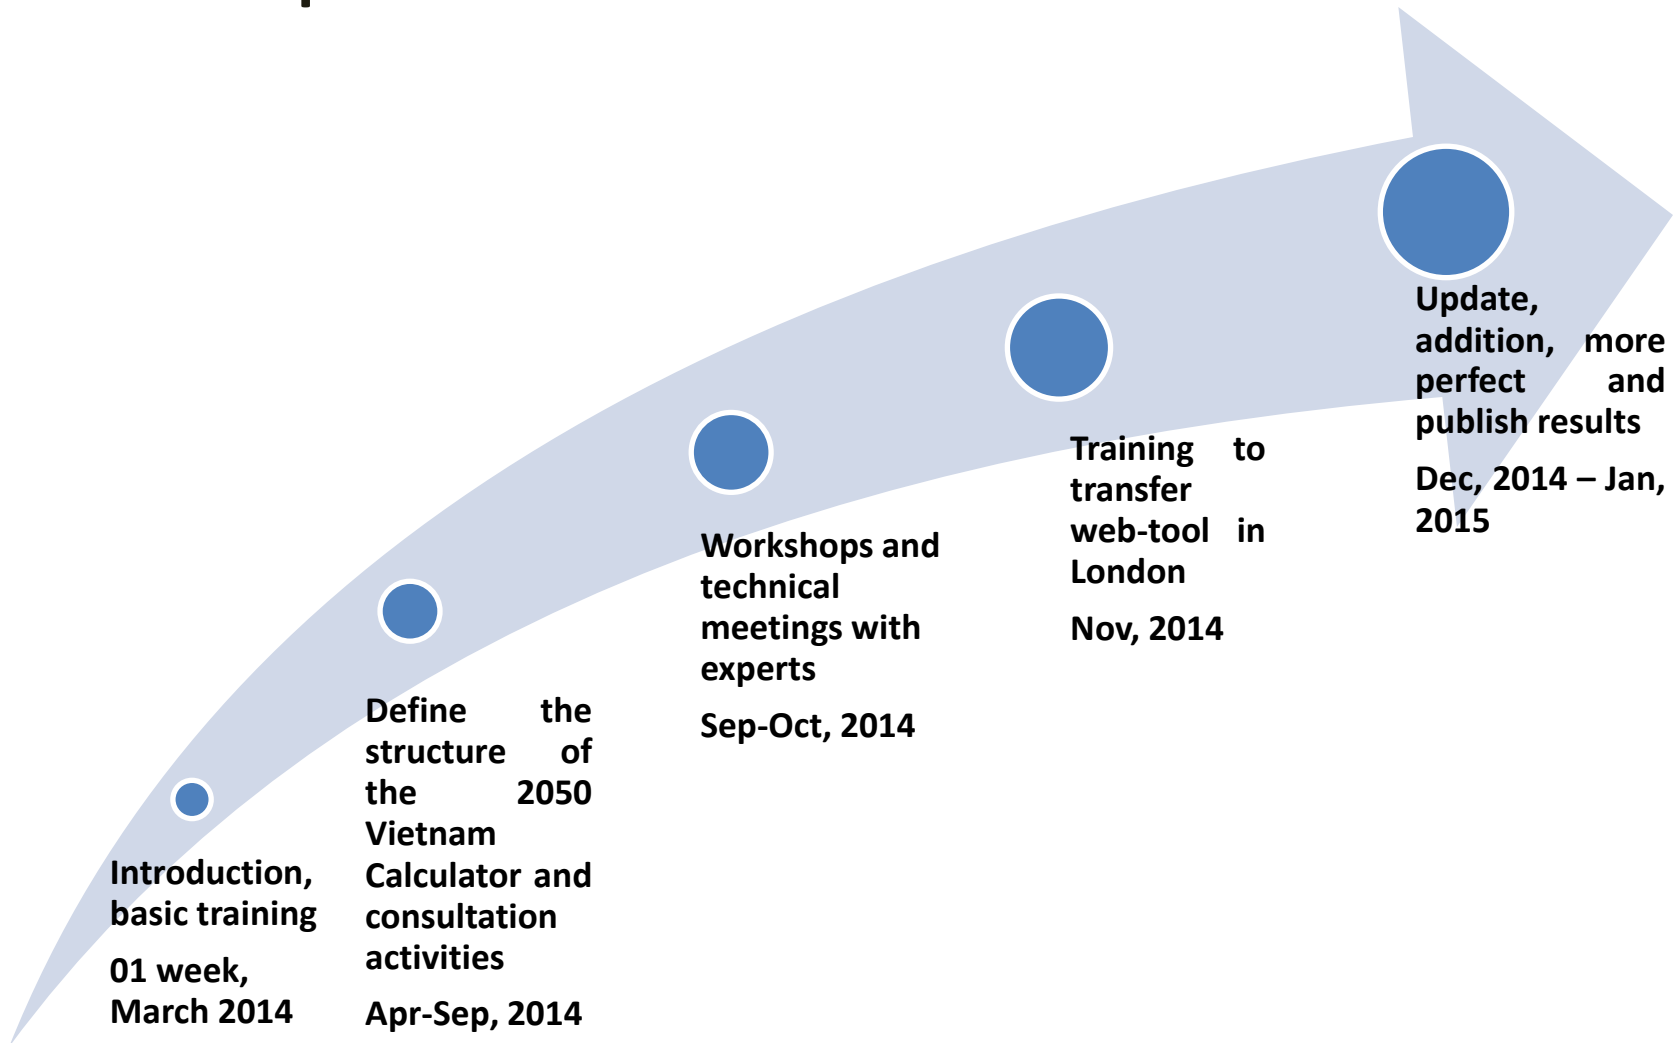 Introduction,
basic training
01 week,
March 2014
Define the
structure of
the 2050
Vietnam
Calculator and
consultation
activities
Apr-Sep, 2014
Workshops and
technical
meetings with
experts
Sep-Oct, 2014
Training to
transfer
web-tool in
London
Nov, 2014
Update,
addition, more
perfect and
publish results
Dec, 2014 – Jan,
2015